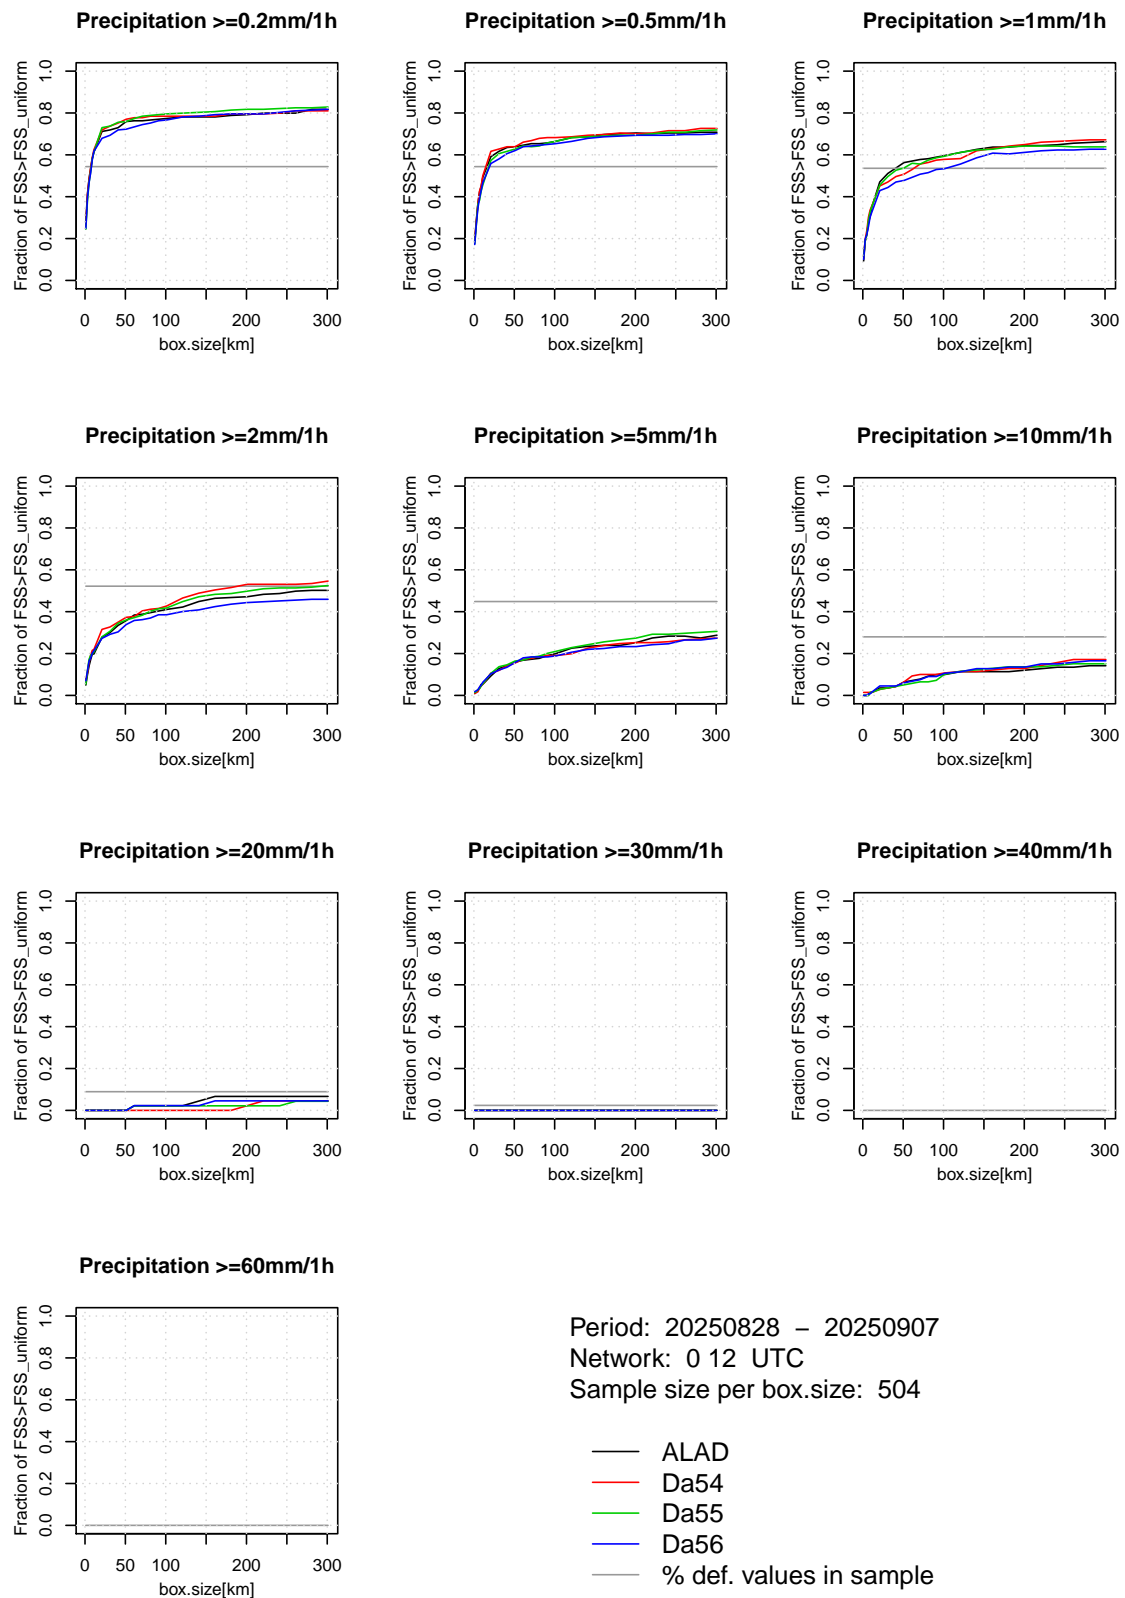 Precipitation >=0.2mm/1h
Fraction of FSS>FSS_uniform
0.0 0.2 0.4 0.6 0.8 1.0
0 50 100 200 300
box.size[km]
Precipitation >=0.5mm/1h
Fraction of FSS>FSS_uniform
0.0 0.2 0.4 0.6 0.8 1.0
0 50 100 200 300
box.size[km]
Precipitation >=1mm/1h
Fraction of FSS>FSS_uniform
0.0 0.2 0.4 0.6 0.8 1.0
0 50 100 200 300
box.size[km]
Precipitation >=2mm/1h
Fraction of FSS>FSS_uniform
0.0 0.2 0.4 0.6 0.8 1.0
0 50 100 200 300
box.size[km]
Precipitation >=5mm/1h
Fraction of FSS>FSS_uniform
0.0 0.2 0.4 0.6 0.8 1.0
0 50 100 200 300
box.size[km]
Precipitation >=10mm/1h
Fraction of FSS>FSS_uniform
0.0 0.2 0.4 0.6 0.8 1.0
0 50 100 200 300
box.size[km]
Precipitation >=20mm/1h
Fraction of FSS>FSS_uniform
0.0 0.2 0.4 0.6 0.8 1.0
0 50 100 200 300
box.size[km]
Precipitation >=30mm/1h
Fraction of FSS>FSS_uniform
0.0 0.2 0.4 0.6 0.8 1.0
0 50 100 200 300
box.size[km]
Precipitation >=40mm/1h
Fraction of FSS>FSS_uniform
0.0 0.2 0.4 0.6 0.8 1.0
0 50 100 200 300
box.size[km]
Precipitation >=60mm/1h
Fraction of FSS>FSS_uniform
0.0 0.2 0.4 0.6 0.8 1.0
0 50 100 200 300
box.size[km]
Period: 20250828 − 20250907
Network: 0 12 UTC
Sample size per box.size: 504
ALAD
Da54
Da55
Da56
% def. values in sample